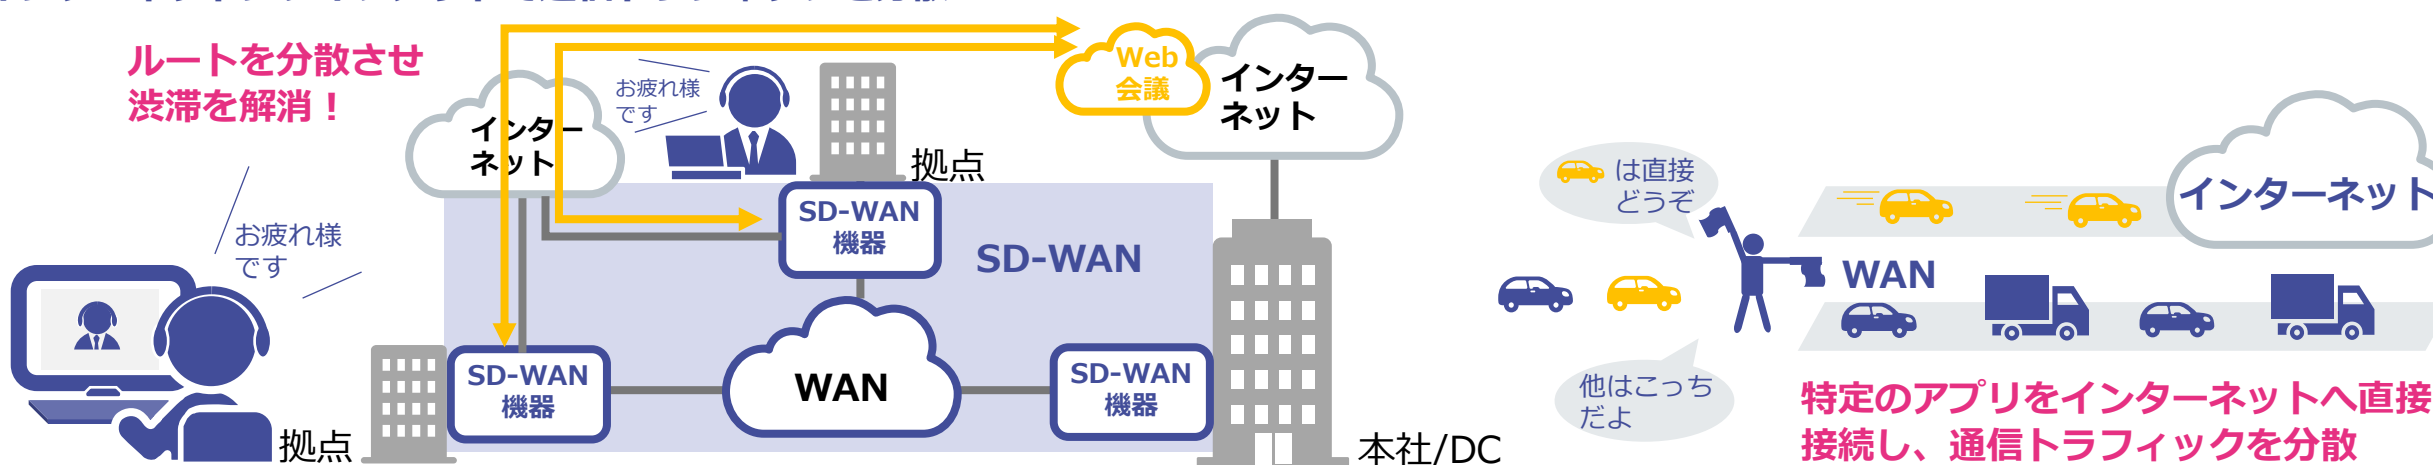 ルートを分散させ
渋滞を解消！
お疲れ様
です
インター
ネット
お疲れ様
です
拠点
Web
会議
インター
ネット
SD-WAN
機器
SD-WAN
SD-WAN
機器
WAN
SD-WAN
機器
拠点
本社/DC
は直接
どうぞ
他はこっち
だよ
インターネット
WAN
特定のアプリをインターネットへ直接
接続し、通信トラフィックを分散